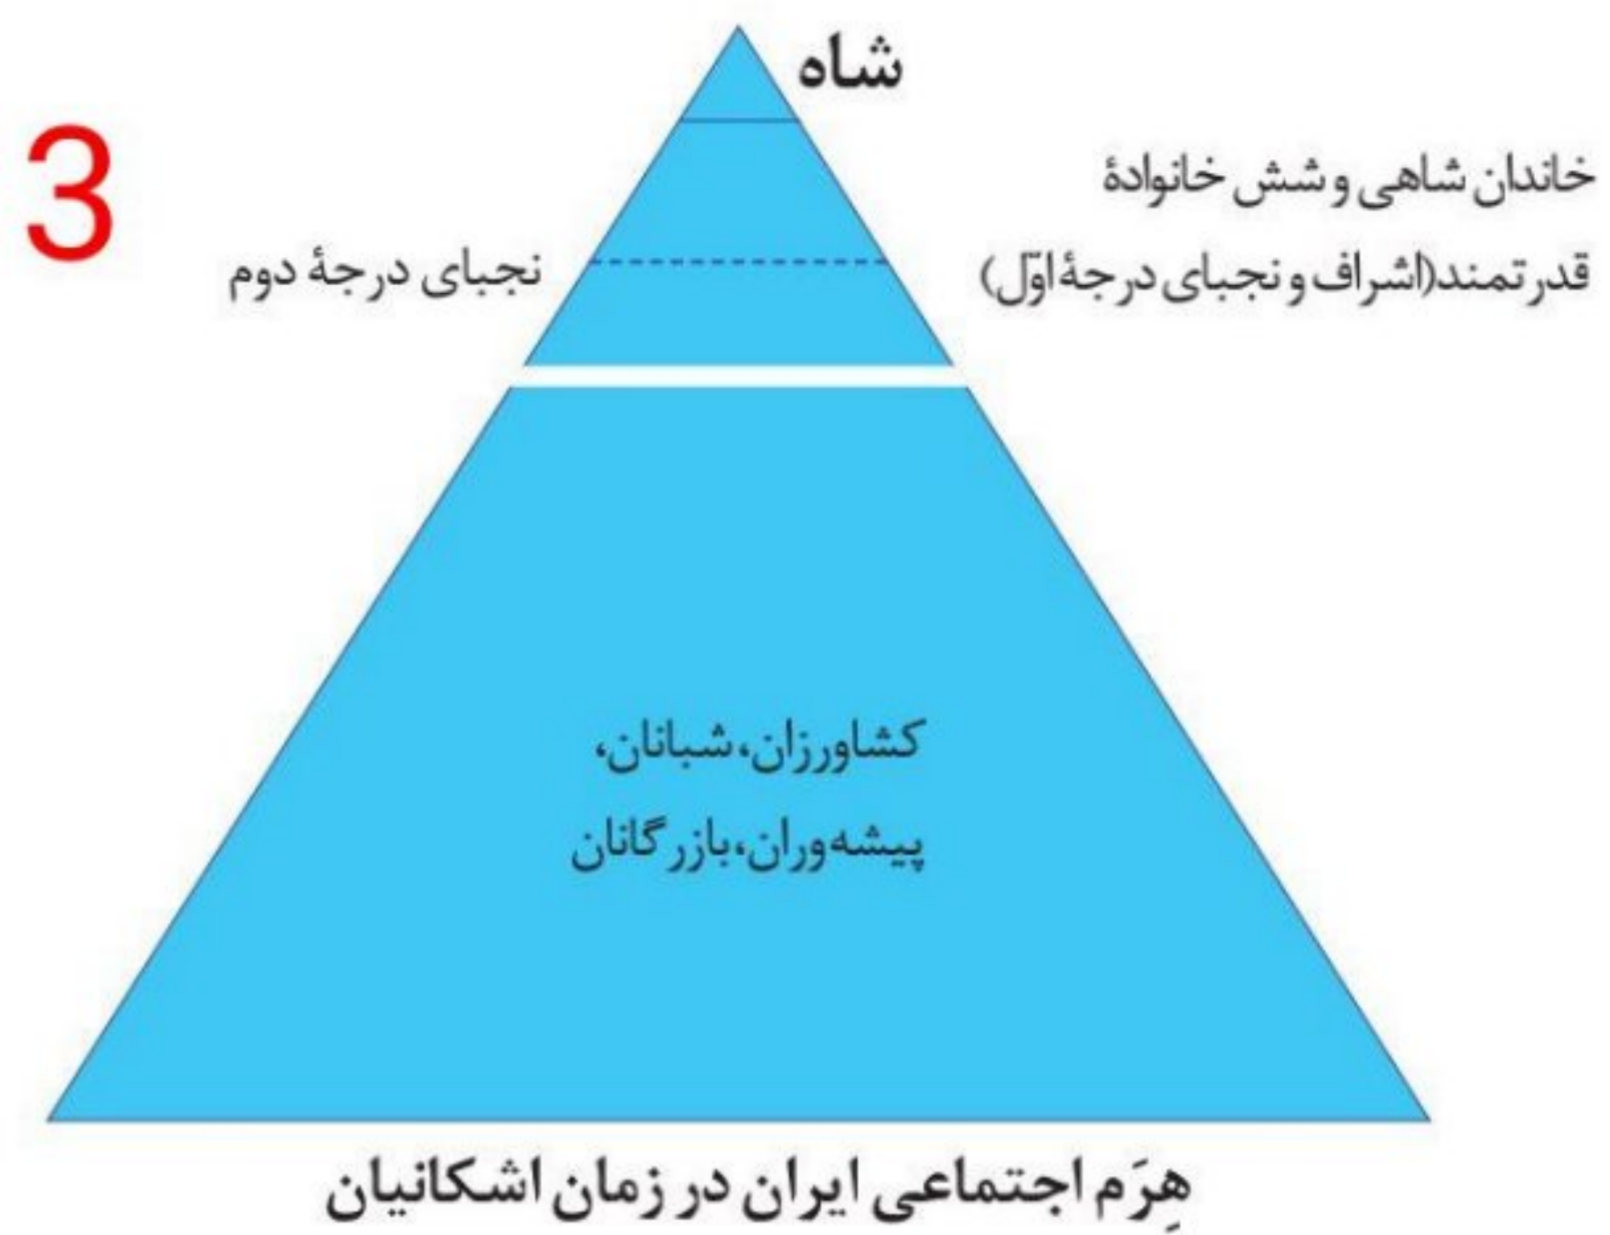 شاه
3
خاندان شاهی و شش خانوادهٔ
قدرتمند(اشراف و نجبای درجهٔ اوّل)
نجبای درجهٔ دوم
کشاورزان، شبانان،
پیشه‌وران، بازرگانان
هِرَم اجتماعی ایران در زمان اشکانیان